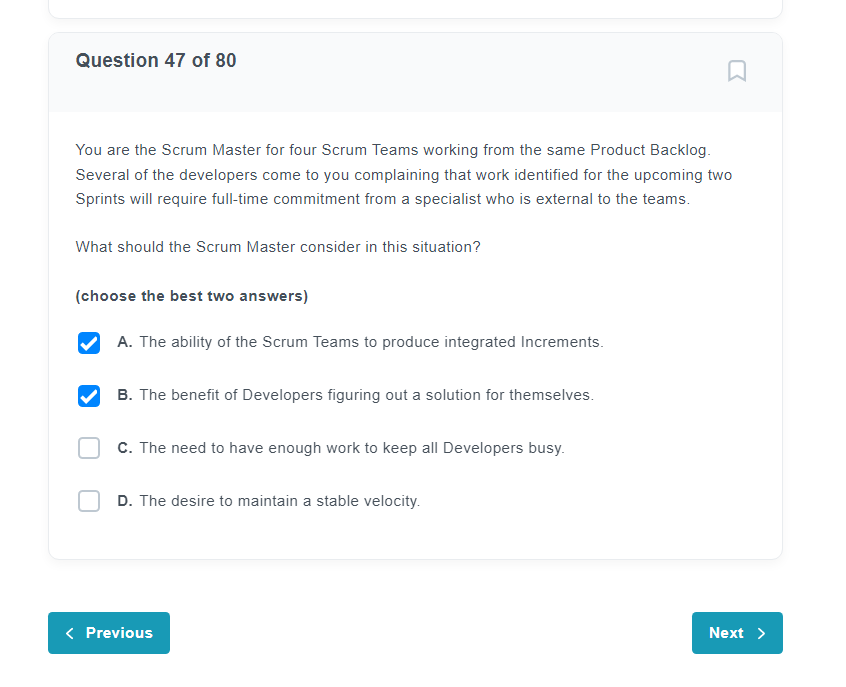 Question 47 of 80
You are the Scrum Master for four Scrum Teams working from the same Product Backlog.
Several of the developers come to you complaining that work identified for the upcoming two
Sprints will require full-time commitment from a specialist who is external to the teams.
What should the Scrum Master consider in this situation?
(choose the best two answers)
A. The ability of the Scrum Teams to produce integrated Increments.
B. The benefit of Developers figuring out a solution for themselves.
C. The need to have enough work to keep all Developers busy.
D. The desire to maintain a stable velocity.
Previous
Next